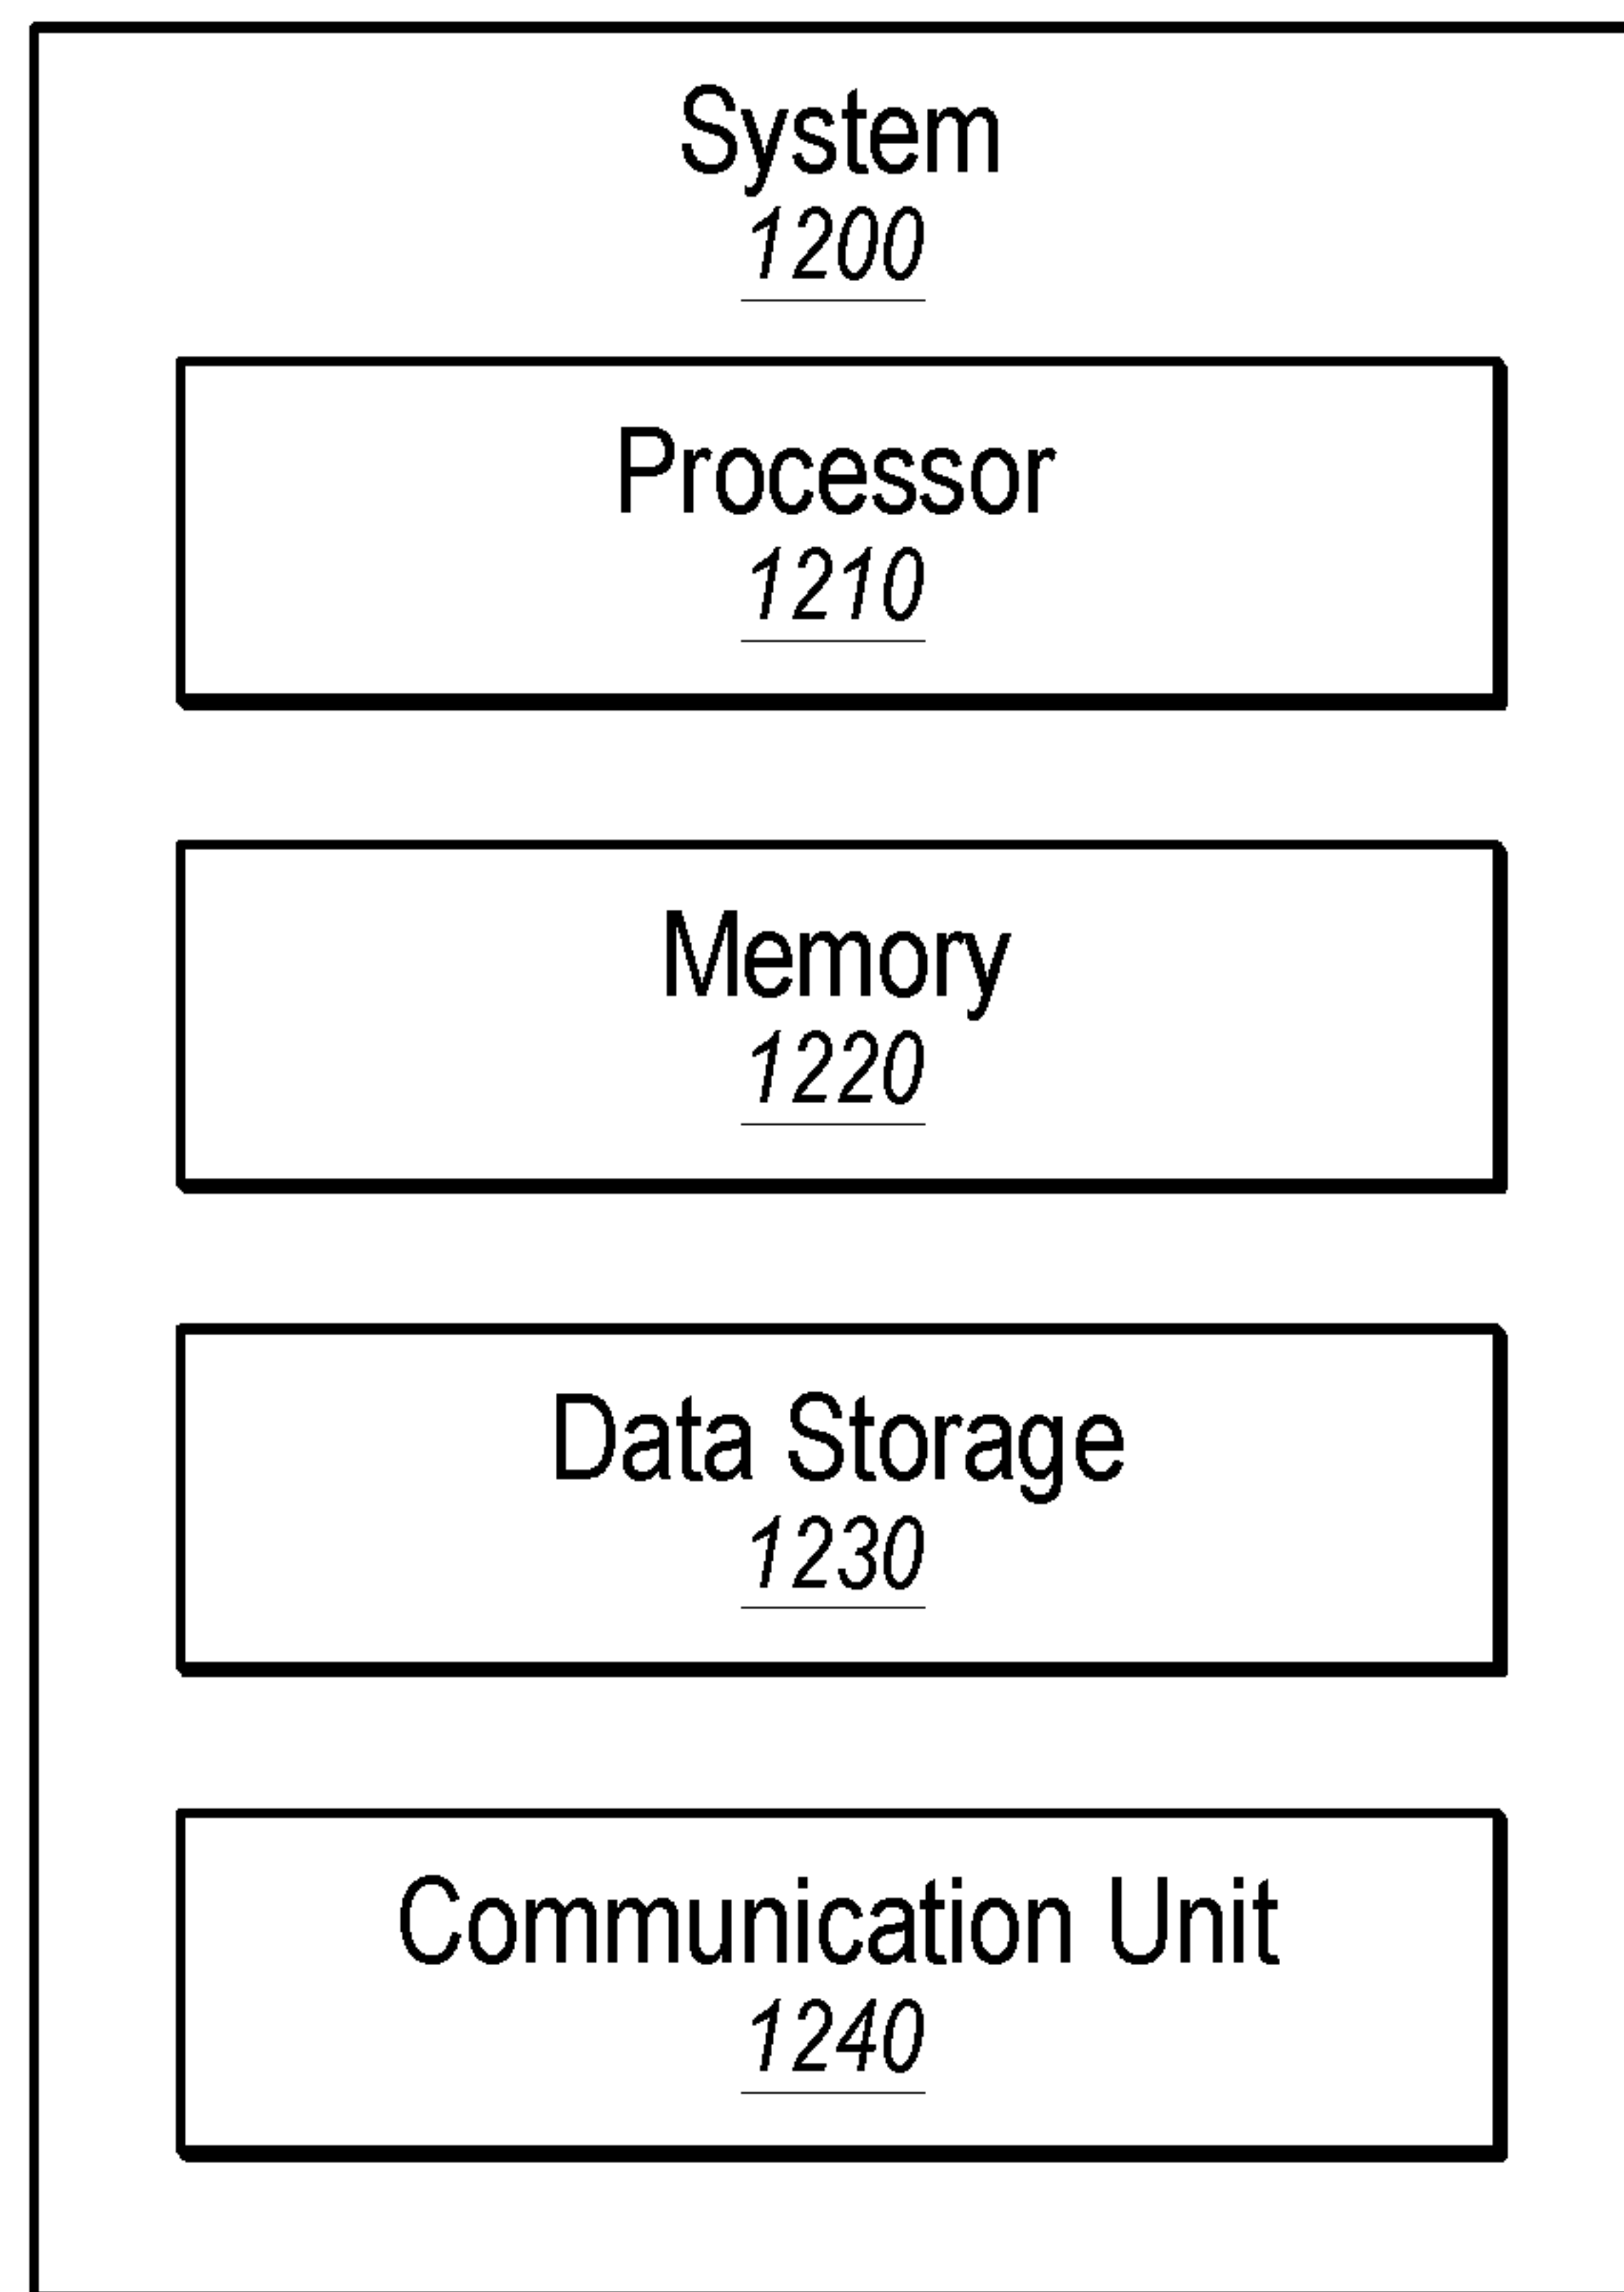 System
1200
Processor
1210
Memory
1220
Data Storage
1230
Communication Unit
1240